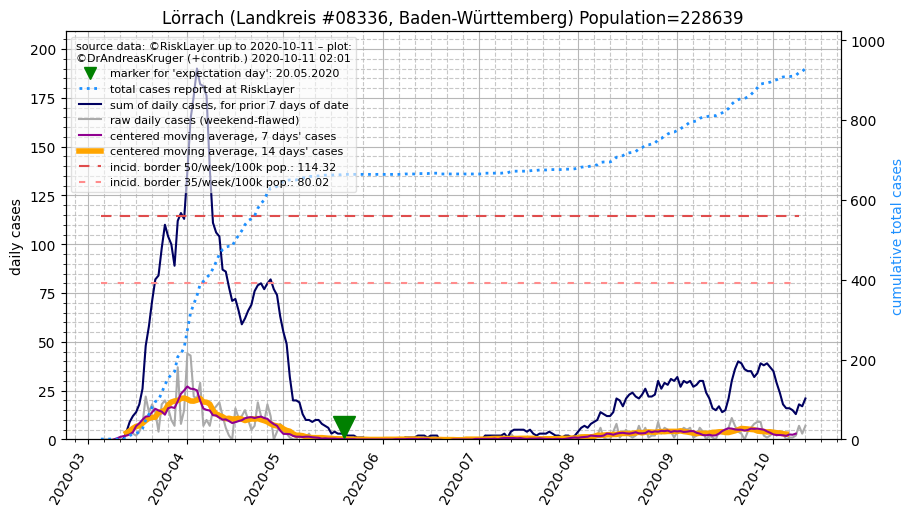 Lörrach (Landkreis #08336, Baden-Württemberg) Population=228639
source data: ©RiskLayer up to 2020-10-11 – plot:
©DrAndreasKruger (+contrib.) 2020-10-11 02:01
marker for 'expectation day': 20.05.2020
total cases reported at RiskLayer
sum of daily cases, for prior 7 days of date
raw daily cases (weekend-flawed)
centered moving average, 7 days' cases
centered moving average, 14 days' cases
incid. border 50/week/100k pop.: 114.32
incid. border 35/week/100k pop.: 80.02
daily cases
200
175
150
125
100
75
50
25
0
cumulative total cases
1000
800
600
400
200
0
2020-03
2020-04
2020-05
2020-06
2020-07
2020-08
2020-09
2020-10